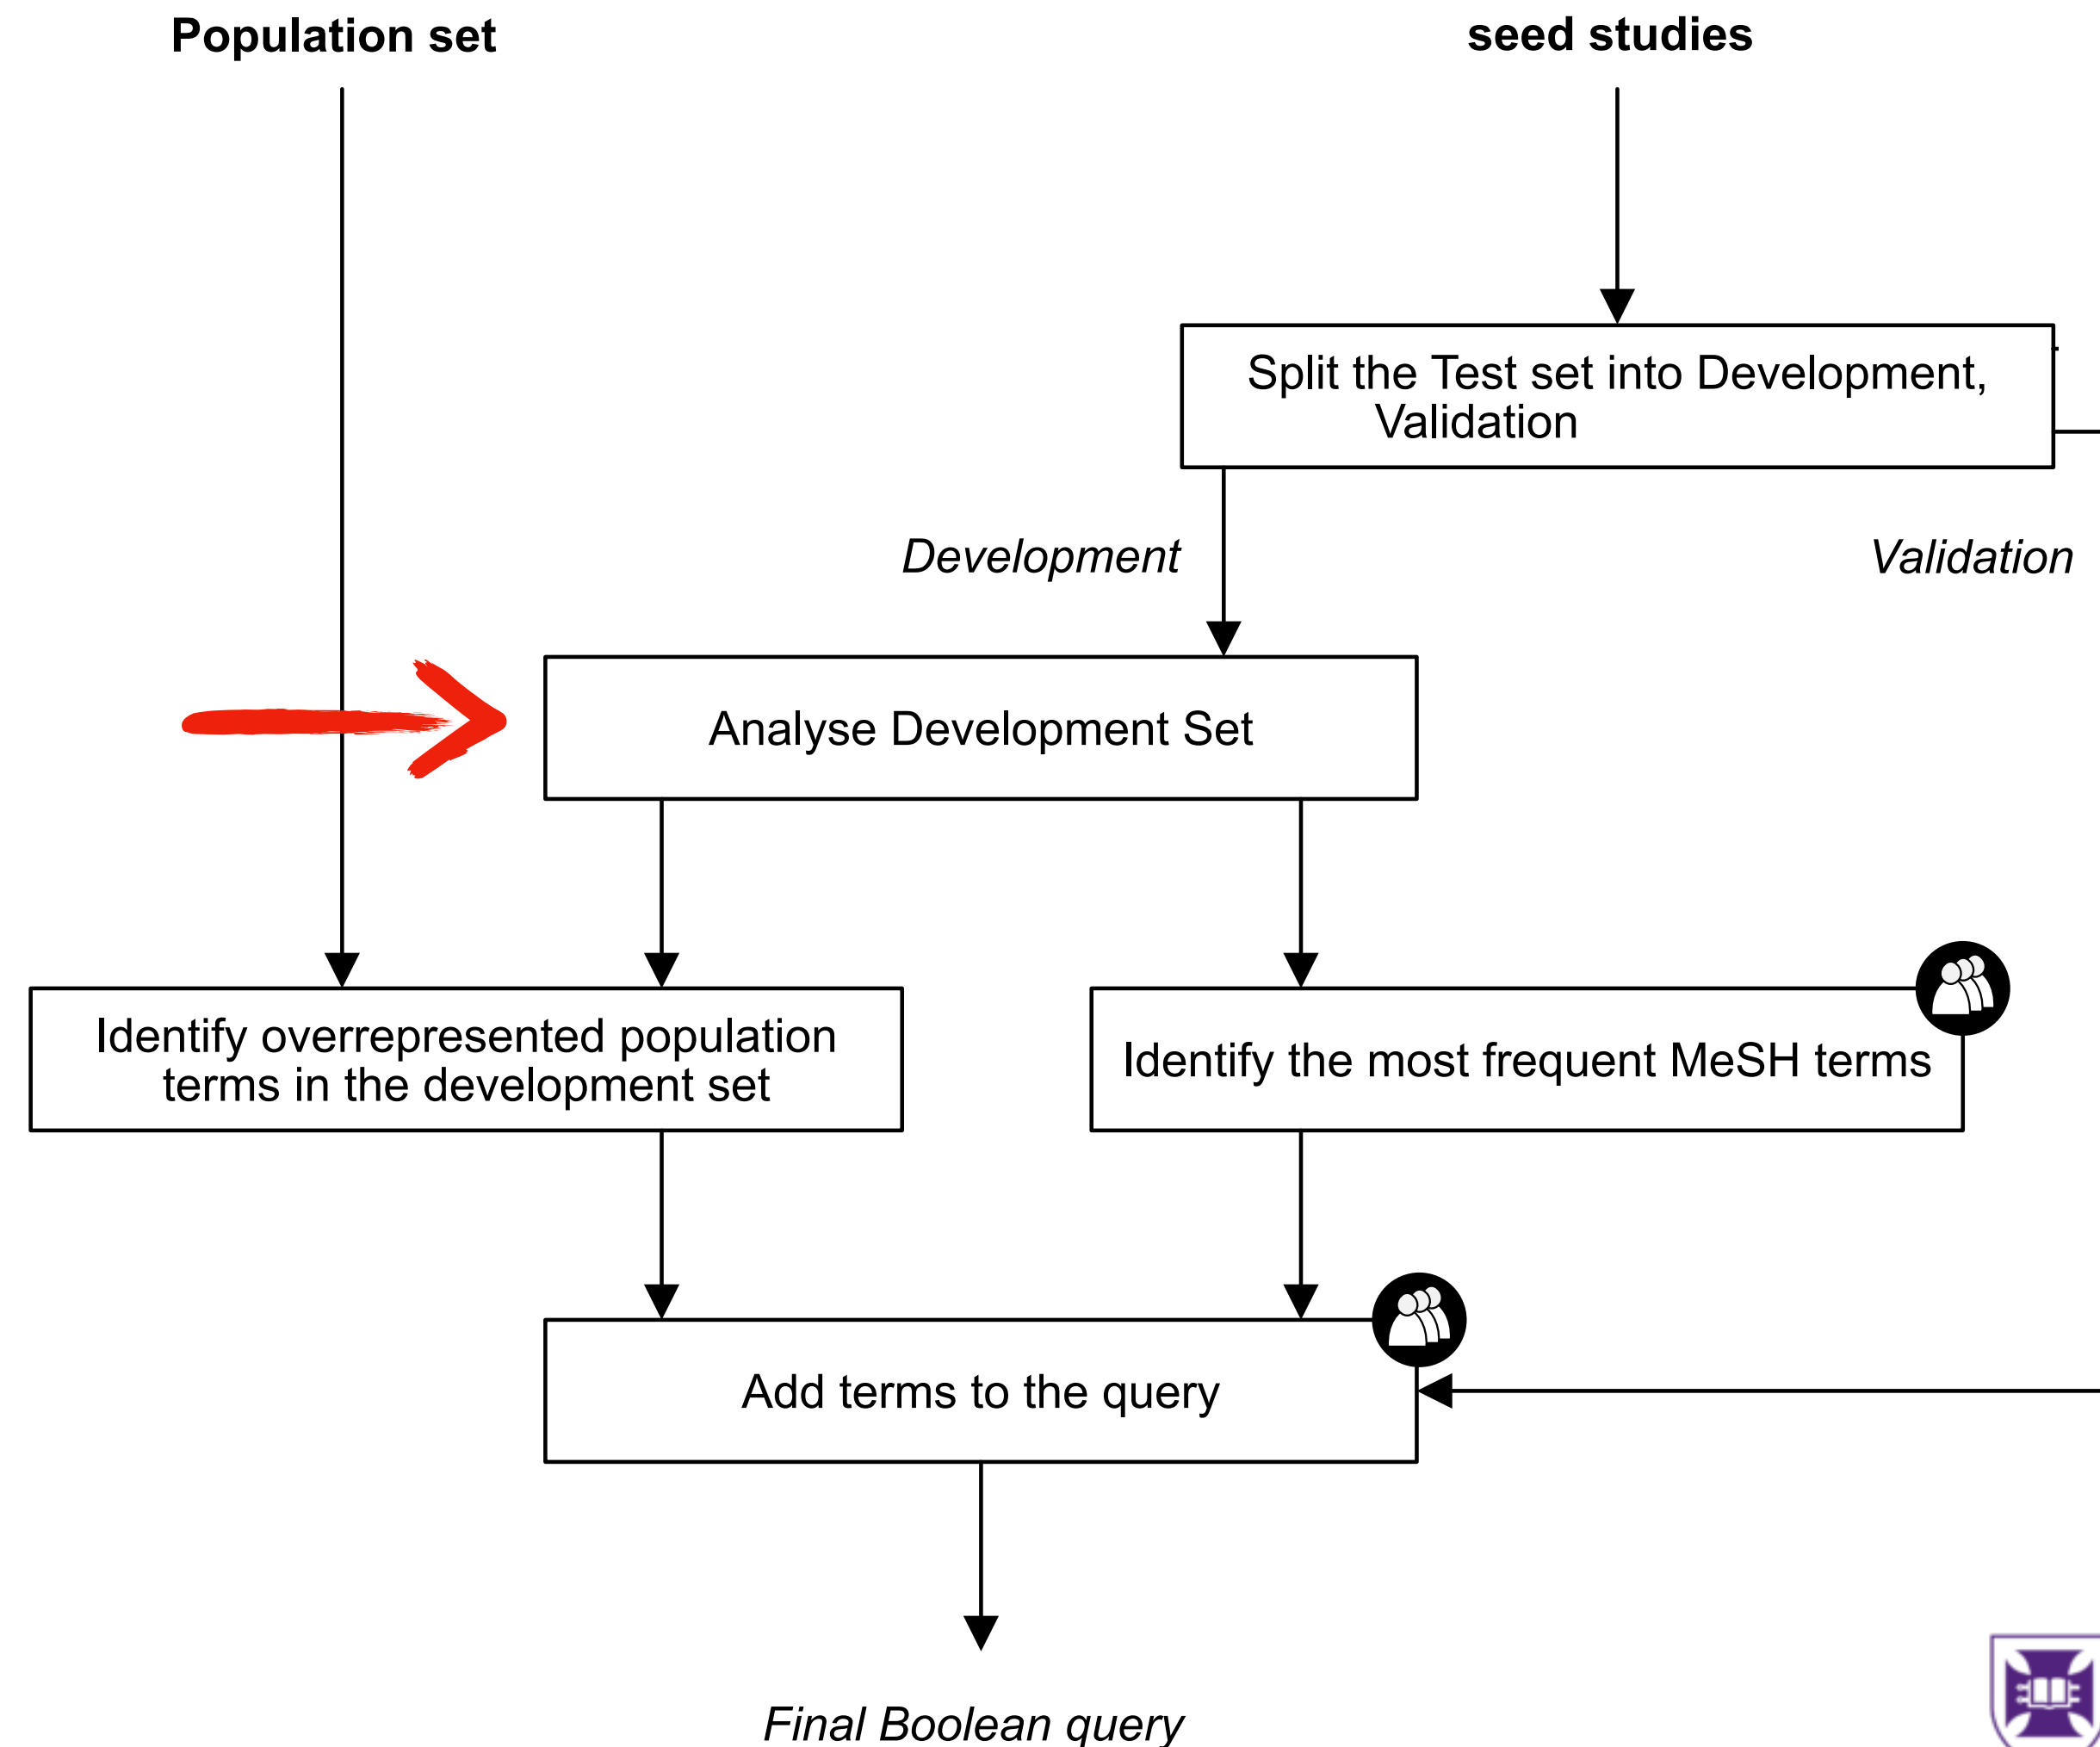 Population set
seed studies
Split the Test set into Development,
Validation
Development
Validation
Analyse Development Set
Identify overrepresented population
terms in the development set
Identify the most frequent MeSH terms
Add terms to the query
Final Boolean query